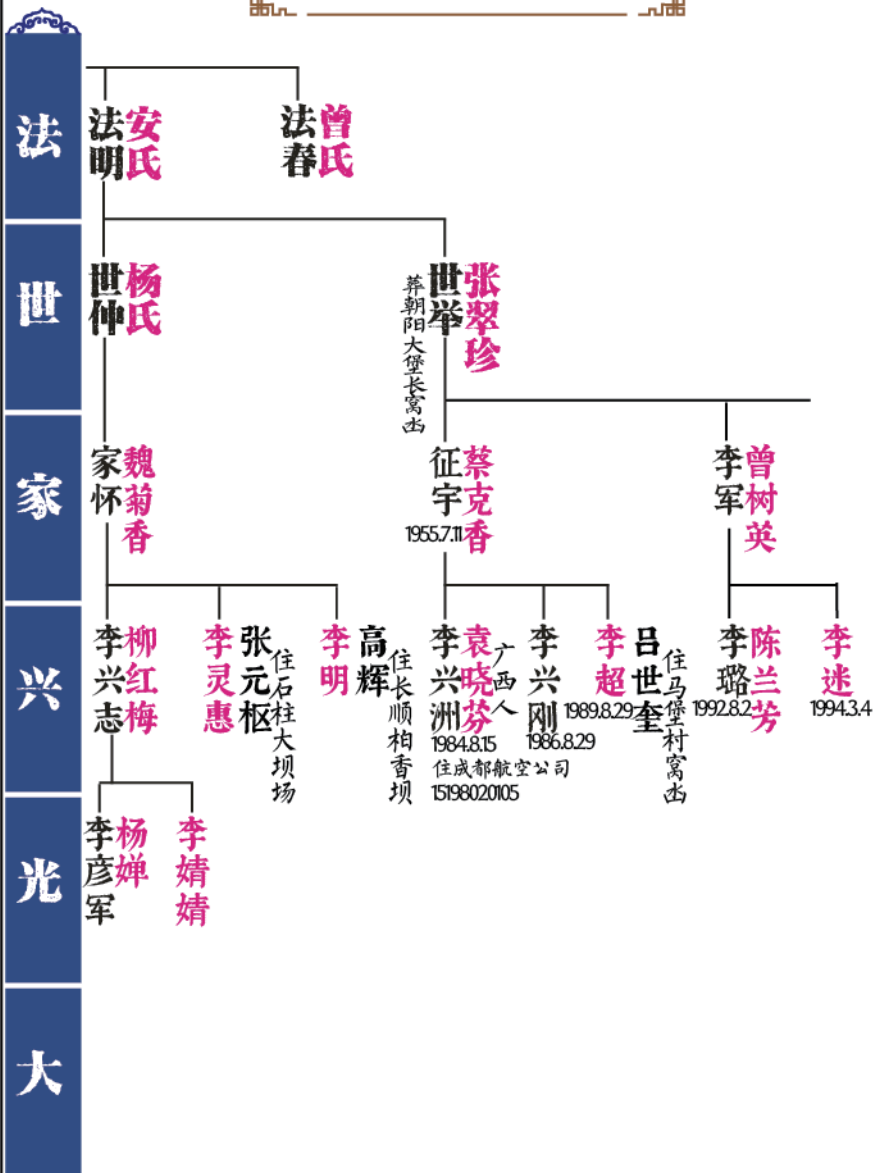 法
法明
安氏
法春
曾氏
世
世仲
杨氏
葬朝阳大堡长窝凼
世举
张翠珍
家
家怀
魏菊香
征宇
1955.7.11
蔡克香
李军
曾树英
兴
李兴志
柳红梅
李灵惠
张元枢
住石柱大坝场
李明
高辉
住长顺柏香坝
李兴洲
1984.8.15
住成都航空公司
15198020105
袁晓芬
广西人
李兴刚
1986.8.29
李超
1989.8.29
吕世奎
住马堡村窝凼
李璐
1992.8.2
陈兰芳
李迷
1994.3.4
光
李彦军
杨婵
李婧婧
大